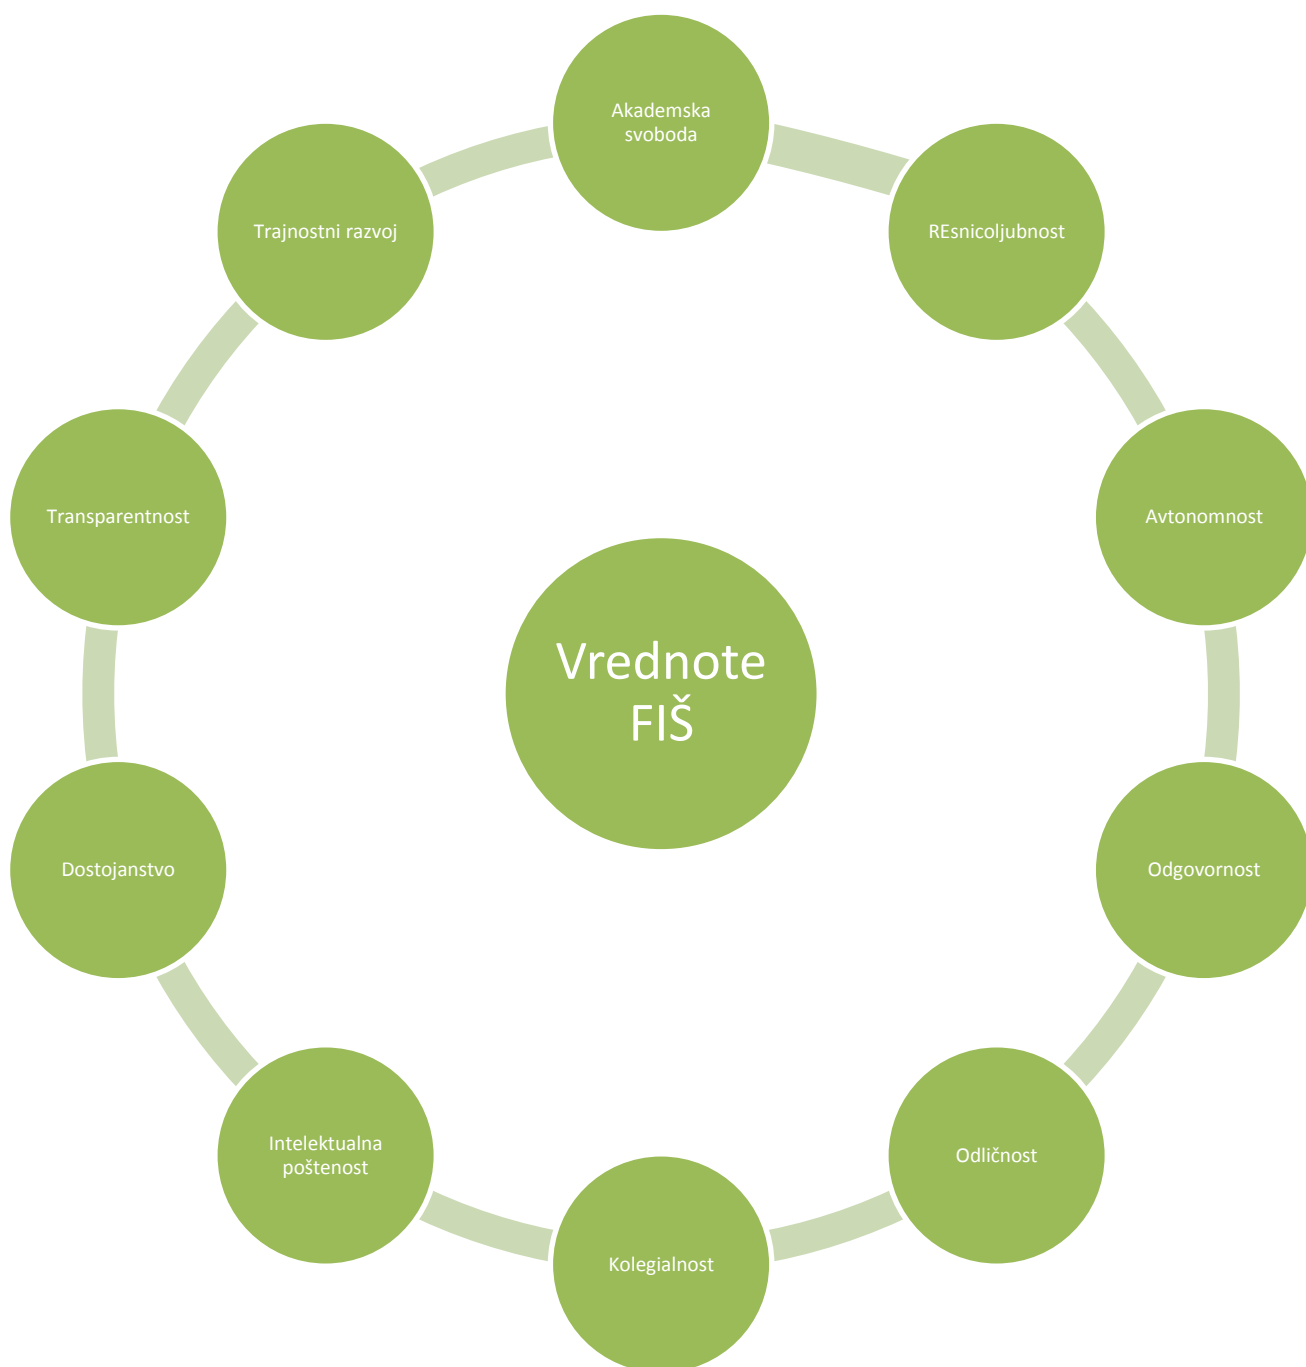 Akademska
svoboda
REsnicoljubnost
Avtonomnost
Odgovornost
Odličnost
Kolegialnost
Intelektualna
poštenost
Dostojanstvo
Transparentnost
Trajnostni razvoj
Vrednote
FIŠ